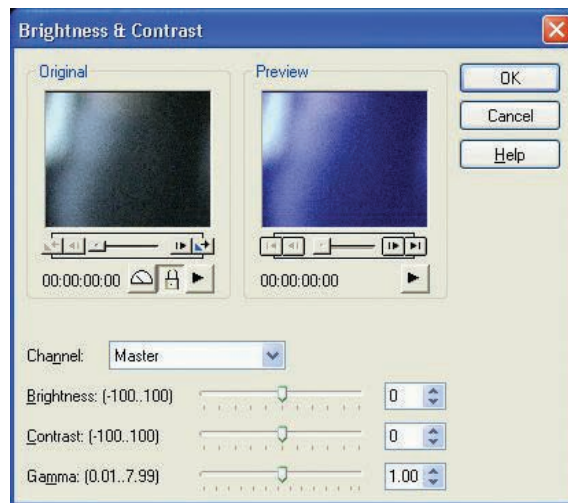 Brightness & Contrast
Original
Preview
OK
Cancel
Help
00:00:00:00
00:00:00:00
Channel: Master
Brightness: (-100..100) 0
Contrast: (-100..100) 0
Gamma: (0.01..7.99) 1.00